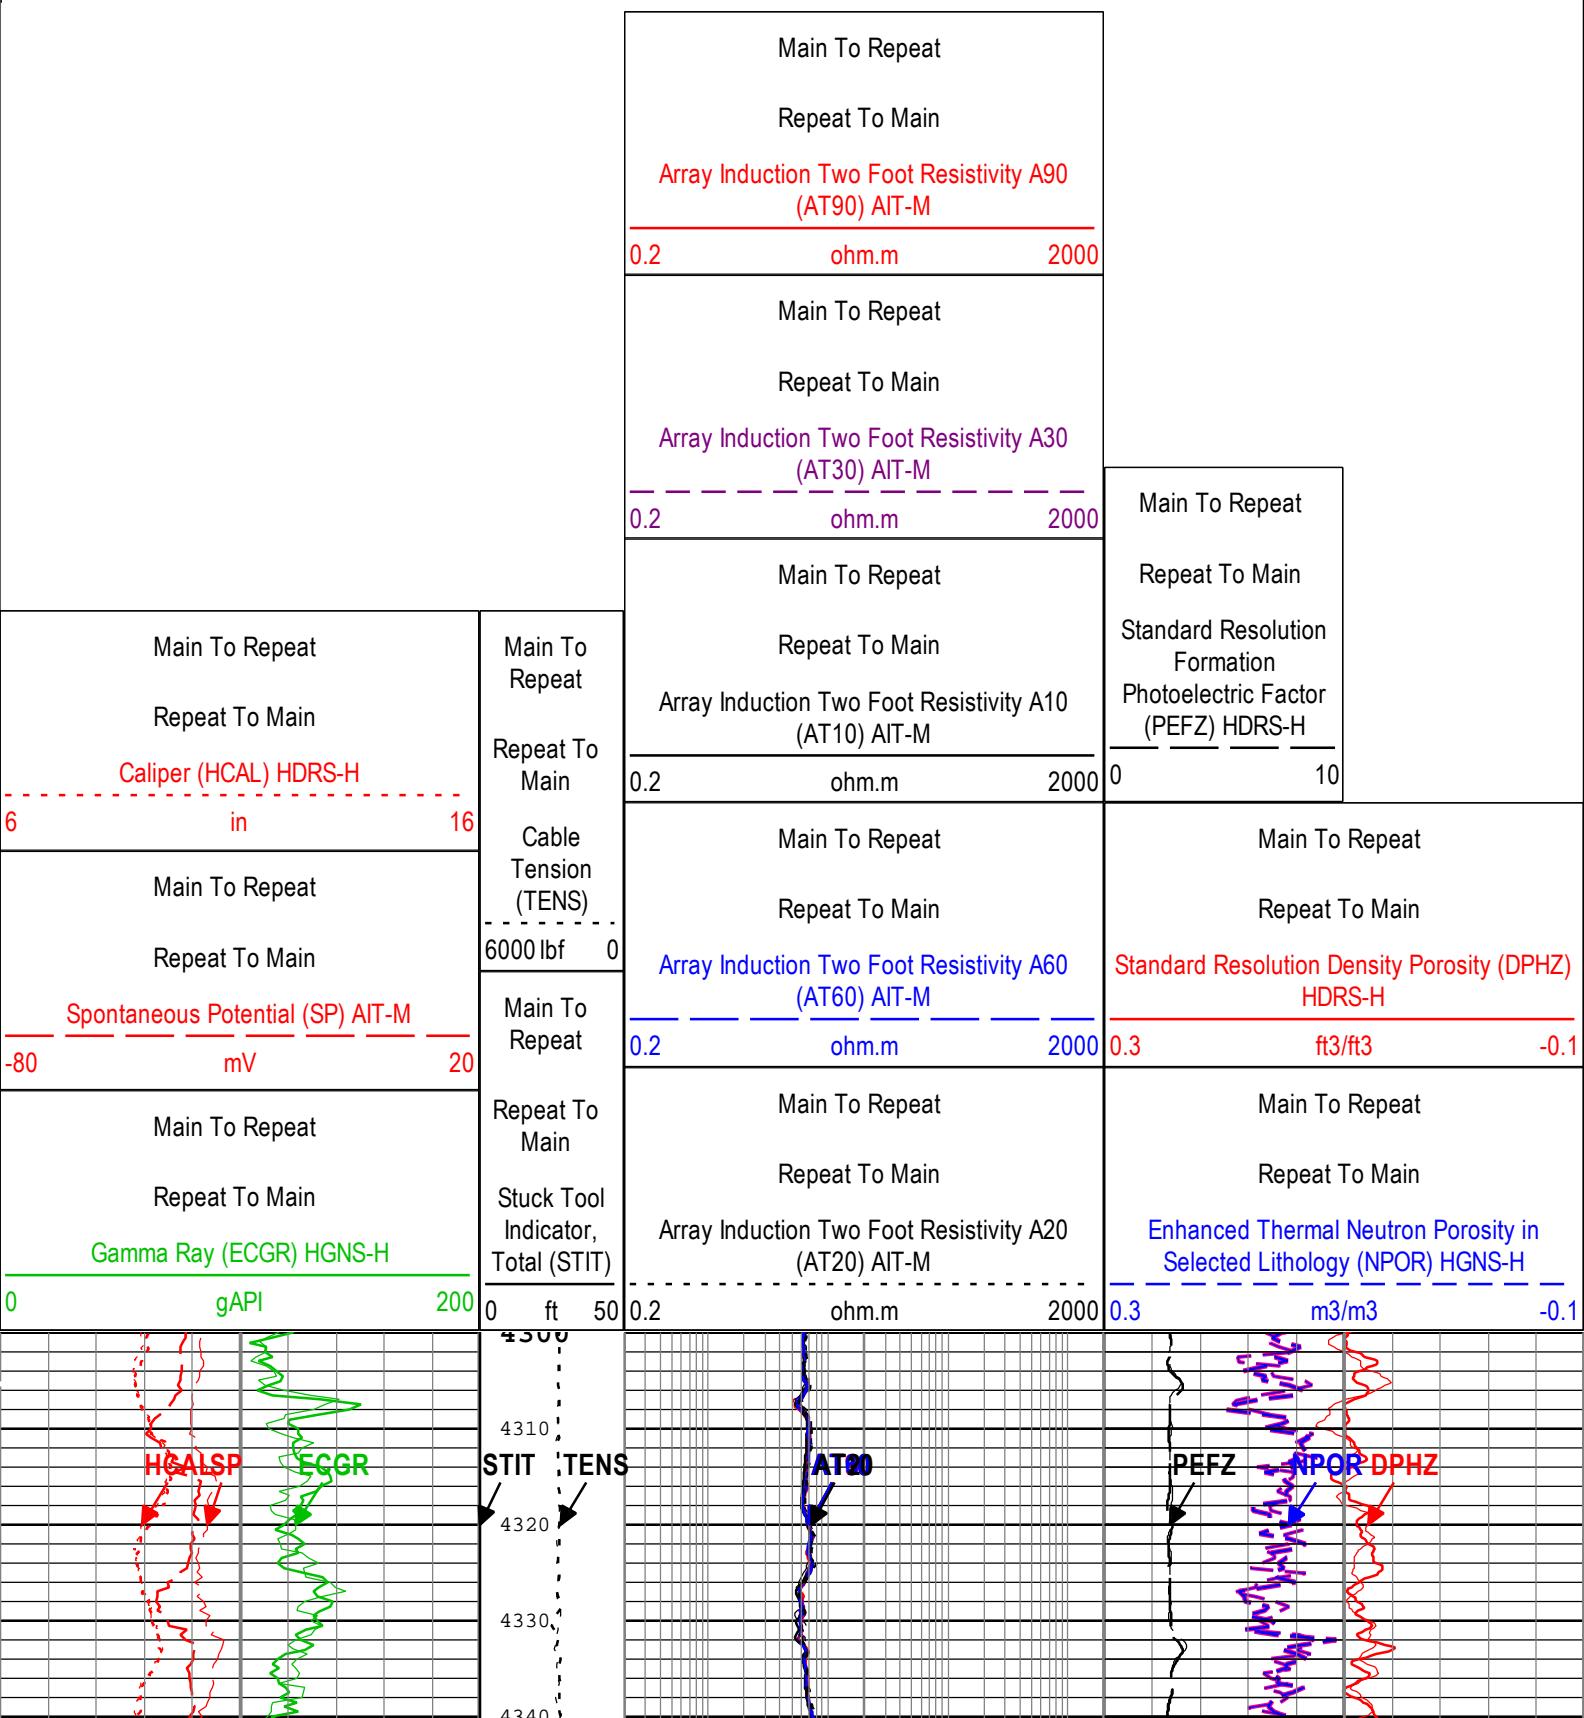 Main To Repeat
Repeat To Main
Array Induction Two Foot Resistivity A90
(AT90) AIT-M
0.2 ohm.m 2000
Main To Repeat
Repeat To Main
Array Induction Two Foot Resistivity A30
(AT30) AIT-M
0.2 ohm.m 2000
Main To Repeat
Repeat To Main
Array Induction Two Foot Resistivity A10
(AT10) AIT-M
0.2 ohm.m 2000
Main To Repeat
Repeat To Main
Standard Resolution
Formation
Photoelectric Factor
(PEFZ) HDRS-H
0 10
Main To Repeat
Repeat To Main
Caliper (HCAL) HDRS-H
6 in 16
Main To Repeat
Repeat To Main
Spontaneous Potential (SP) AIT-M
-80 mV 20
Main To Repeat
Repeat To Main
Gamma Ray (ECGR) HGNS-H
0 gAPI 200
Main To
Repeat
Repeat To
Main
Cable
Tension
(TENS)
6000 lbf 0
Main To
Repeat
Repeat To
Main
Stuck Tool
Indicator,
Total (STIT)
0 ft 50
Main To Repeat
Repeat To Main
Array Induction Two Foot Resistivity A60
(AT60) AIT-M
0.2 ohm.m 2000
Main To Repeat
Repeat To Main
Array Induction Two Foot Resistivity A20
(AT20) AIT-M
0.2 ohm.m 2000
Main To Repeat
Repeat To Main
Standard Resolution Density Porosity (DPHZ)
HDRS-H
0.3 ft3/ft3 -0.1
Main To Repeat
Repeat To Main
Enhanced Thermal Neutron Porosity in
Selected Lithology (NPOR) HGNS-H
0.3 m3/m3 -0.1
4300
4310
HCAL SP ECGR STIT TENS PEFZ NPOR DPHZ
4320
4330
4340